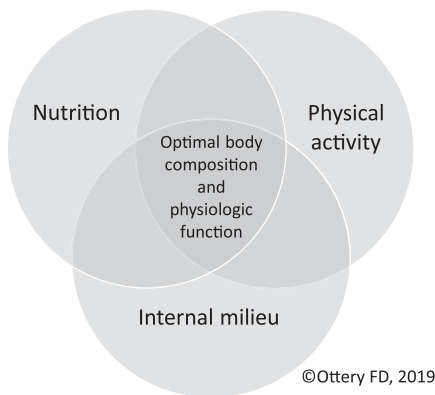 Nutrition
Physical
activity
Optimal body
composition
and
physiologic
function
Internal milieu
©Ottery FD, 2019